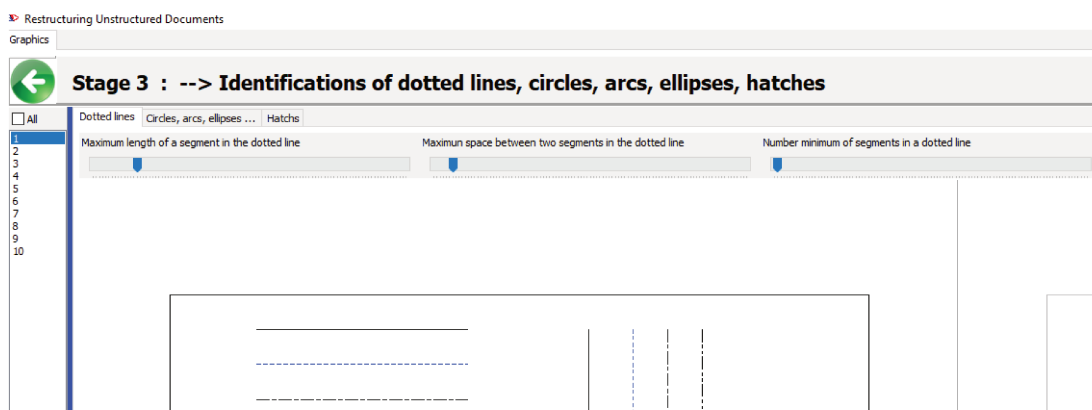 Restructuring Unstructured Documents
Graphics
Stage 3 : --> Identifications of dotted lines, circles, arcs, ellipses, hatches
All
Dotted lines Circles, arcs, ellipses ... Hatchs
Maximum length of a segment in the dotted line Maximun space between two segments in the dotted line Number minimum of segments in a dotted line
1
2
3
4
5
6
7
8
9
10